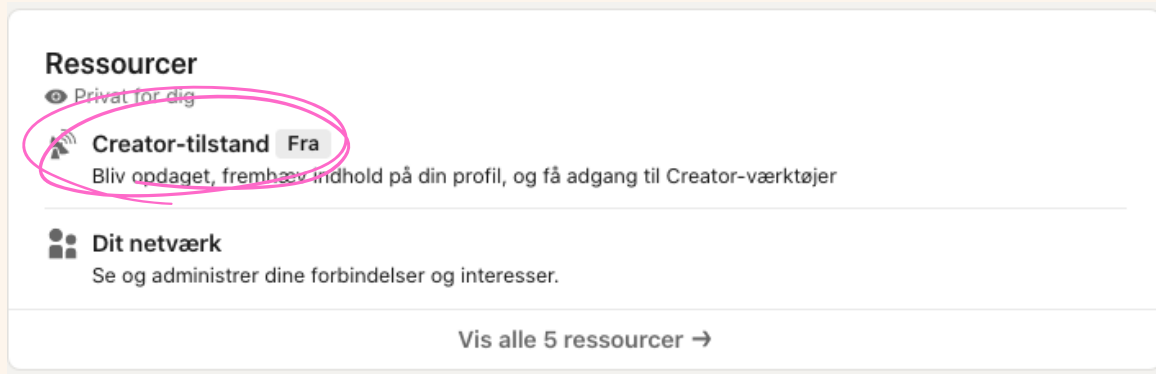 Ressourcer
Privat for dig
Creator-tilstand Fra
Bliv opdaget, fremhæv indhold på din profil, og få adgang til Creator-værktøjer
Dit netværk
Se og administrer dine forbindelser og interesser.
Vis alle 5 ressourcer →